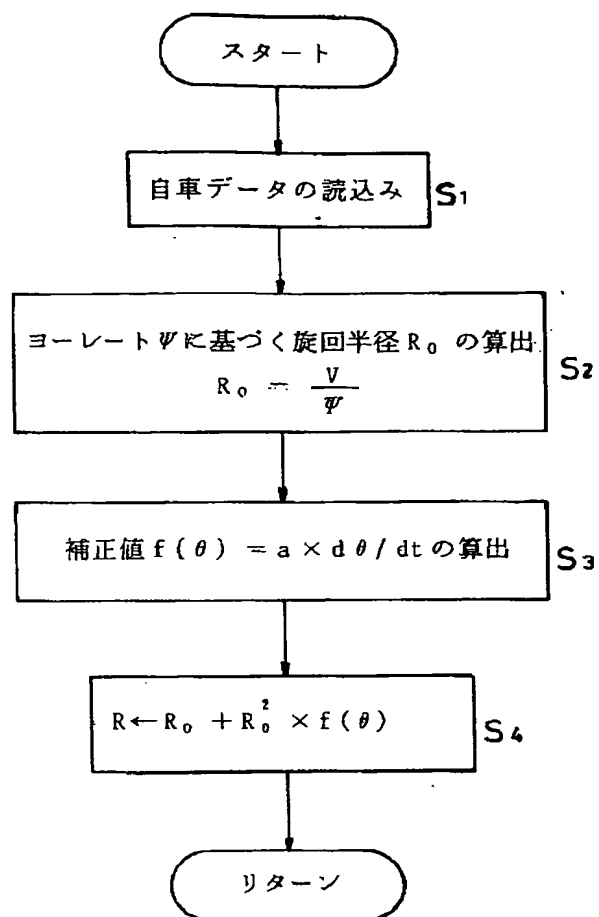 スタート
自車データの読込み S1
ヨーレートΨに基づく旋回半径R₀ の算出
R₀ = V/Ψ S2
補正値f(θ) = a × dθ/dtの算出 S3
R←R₀ + R₀² × f(θ) S4
リターン